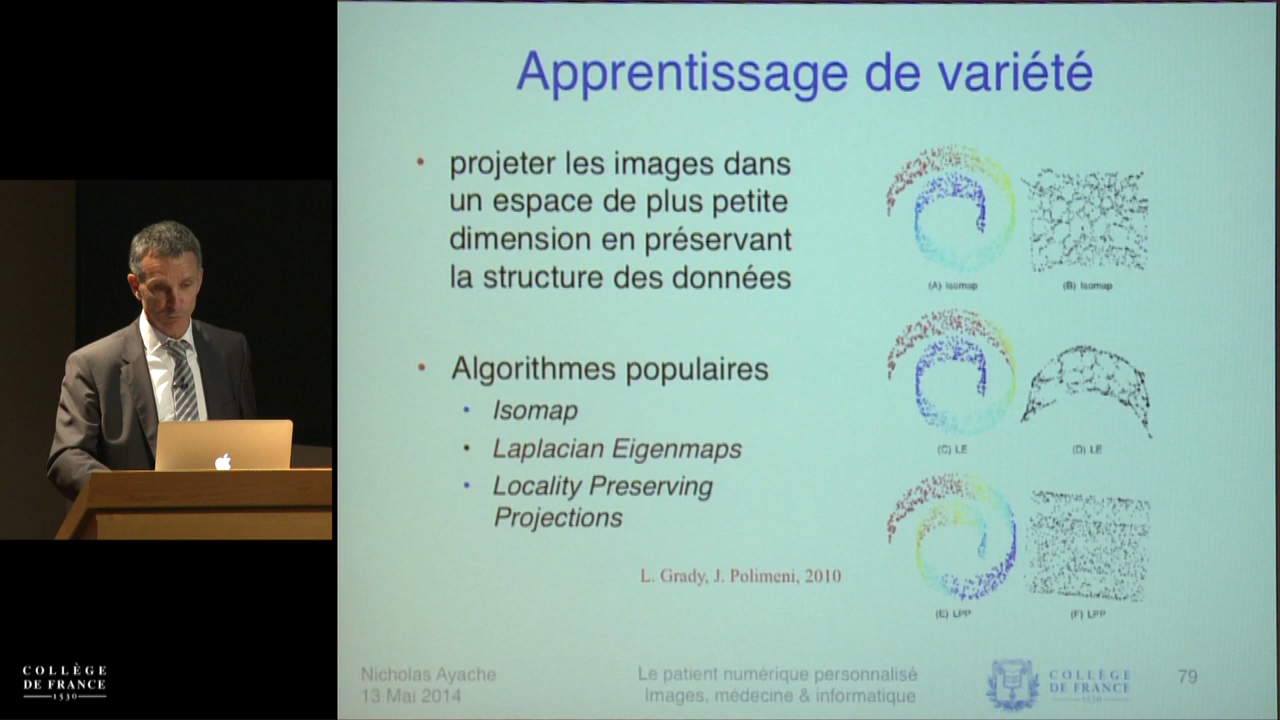 Apprentissage de variété
• projeter les images dans
un espace de plus petite
dimension en préservant
la structure des données
• Algorithmes populaires
• Isomap
• Laplacian Eigenmaps
• Locality Preserving
Projections
L. Grady, J. Polimeni, 2010
(A) Isomap
(B) Isomap
(C) LE
(D) LE
(E) LPP
(F) LPP
Nicholas Ayache
13 Mai 2014
Le patient numérique personnalisé
Images, médecine & informatique
COLLÈGE
DE FRANCE
1530
79
COLLÈGE
DE FRANCE
1530